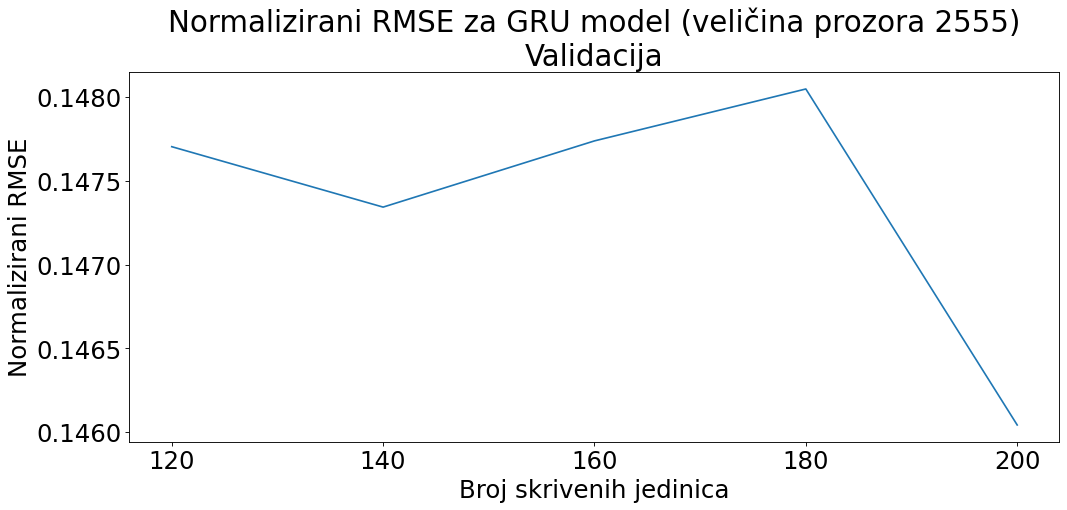 Normalizirani RMSE za GRU model (veličina prozora 2555)
Validacija
Normalizirani RMSE
0.1480
0.1475
0.1470
0.1465
0.1460
120 140 160 180 200
Broj skrivenih jedinica